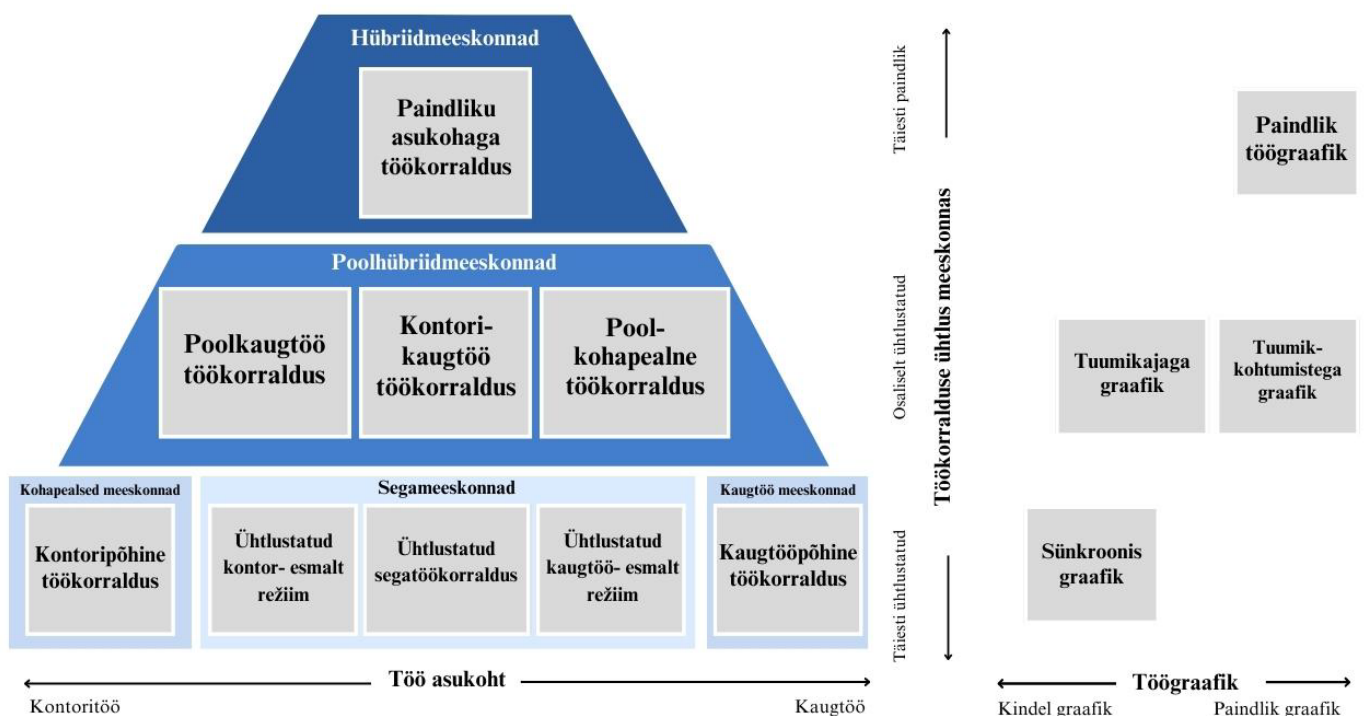 Hübriidmeeskonnad
Paindliku
asukohaga
töökorraldus
Poolhübriidmeeskonnad
Poolkaugtöö
töökorraldus
Kontori-
kaugtöö
töökorraldus
Pool-
kohapealne
töökorraldus
Kohapealsed meeskonnad
Kontoripõhine
töökorraldus
Segameeskonnad
Ühtlustatud
kontor- esmalt
režiim
Ühtlustatud
segatöökorraldus
Ühtlustatud
kaugtöö- esmalt
režiim
Kaugtöö meeskonnad
Kaugtööpõhine
töökorraldus
Töö asukoht
Kontoritöö
Kaugtöö
Täiesti paindlik
Osaliselt ühtlustatud
Täiesti ühtlustatud
Töökorralduse ühtlus meeskonnas
Paindlik
töögraafik
Tuumikajaga
graafik
Tuumik-
kohtumistega
graafik
Sünkroonis
graafik
Töögraafik
Kindel graafik
Paindlik graafik